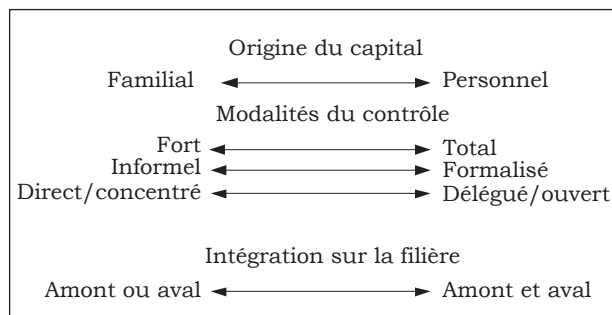 Origine du capital
Familial Personnel
Modalités du contrôle
Fort Total
Informel Formalisé
Direct/concentré Délégué/ouvert
Intégration sur la filière
Amont ou aval Amont et aval